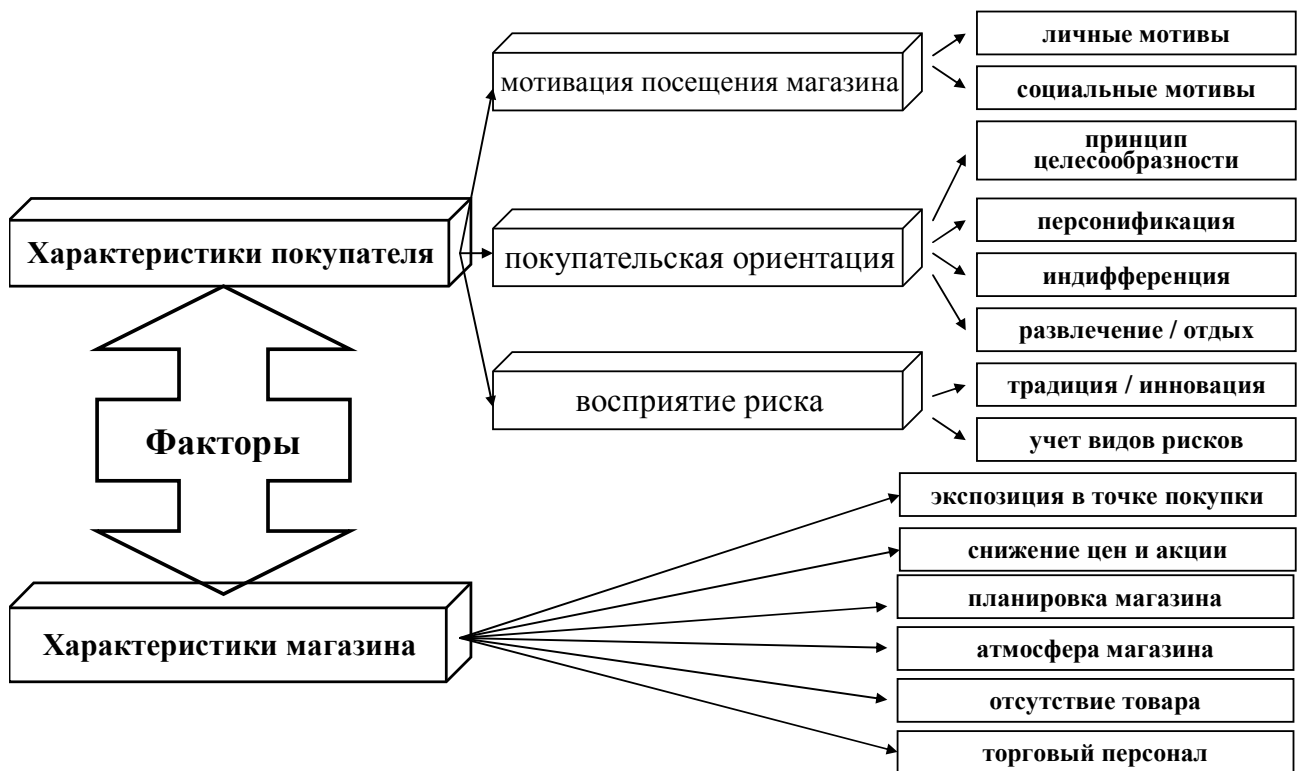 мотивация посещения магазина
личные мотивы
социальные мотивы
принцип
целесообразности
Характеристики покупателя
покупательская ориентация
персонификация
индифференция
развлечение / отдых
восприятие риска
традиция / инновация
учет видов рисков
Факторы
экспозиция в точке покупки
снижение цен и акции
планировка магазина
Характеристики магазина
атмосфера магазина
отсутствие товара
торговый персонал